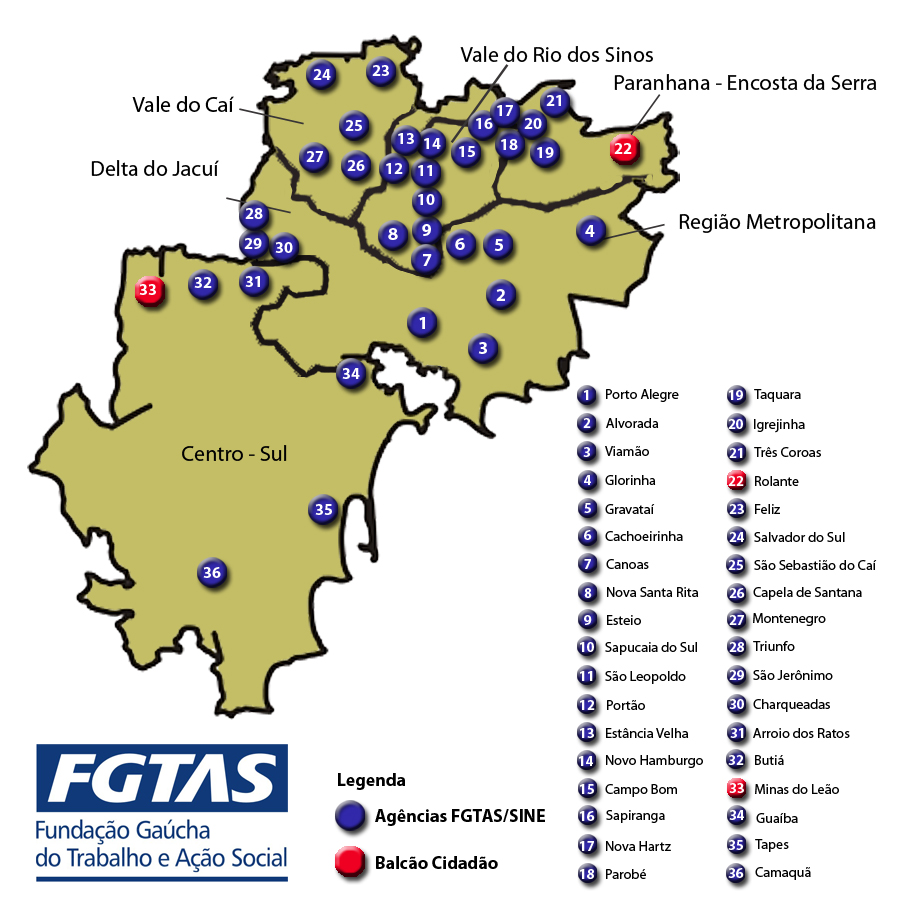 Vale do Rio dos Sinos
Paranhana - Encosta da Serra
Vale do Caí
Delta do Jacuí
Região Metropolitana
Centro - Sul
24
23
25
27
26
17
21
16
20
13
14
18
15
19
22
12
11
10
28
8
9
4
29
30
6
5
7
33
32
31
2
1
3
34
35
36
1 Porto Alegre
2 Alvorada
3 Viamão
4 Glorinha
5 Gravataí
6 Cachoeirinha
7 Canoas
8 Nova Santa Rita
9 Esteio
10 Sapucaia do Sul
11 São Leopoldo
12 Portão
13 Estância Velha
14 Novo Hamburgo
15 Campo Bom
16 Sapiranga
17 Nova Hartz
18 Parobé
19 Taquara
20 Igrejinha
21 Três Coroas
22 Rolante
23 Feliz
24 Salvador do Sul
25 São Sebastião do Caí
26 Capela de Santana
27 Montenegro
28 Triunfo
29 São Jerônimo
30 Charqueadas
31 Arroio dos Ratos
32 Butiá
33 Minas do Leão
34 Guaíba
35 Tapes
36 Camaquã
FGTAS
Fundação Gaúcha
do Trabalho e Ação Social
Legenda
Agências FGTAS/SINE
Balcão Cidadão